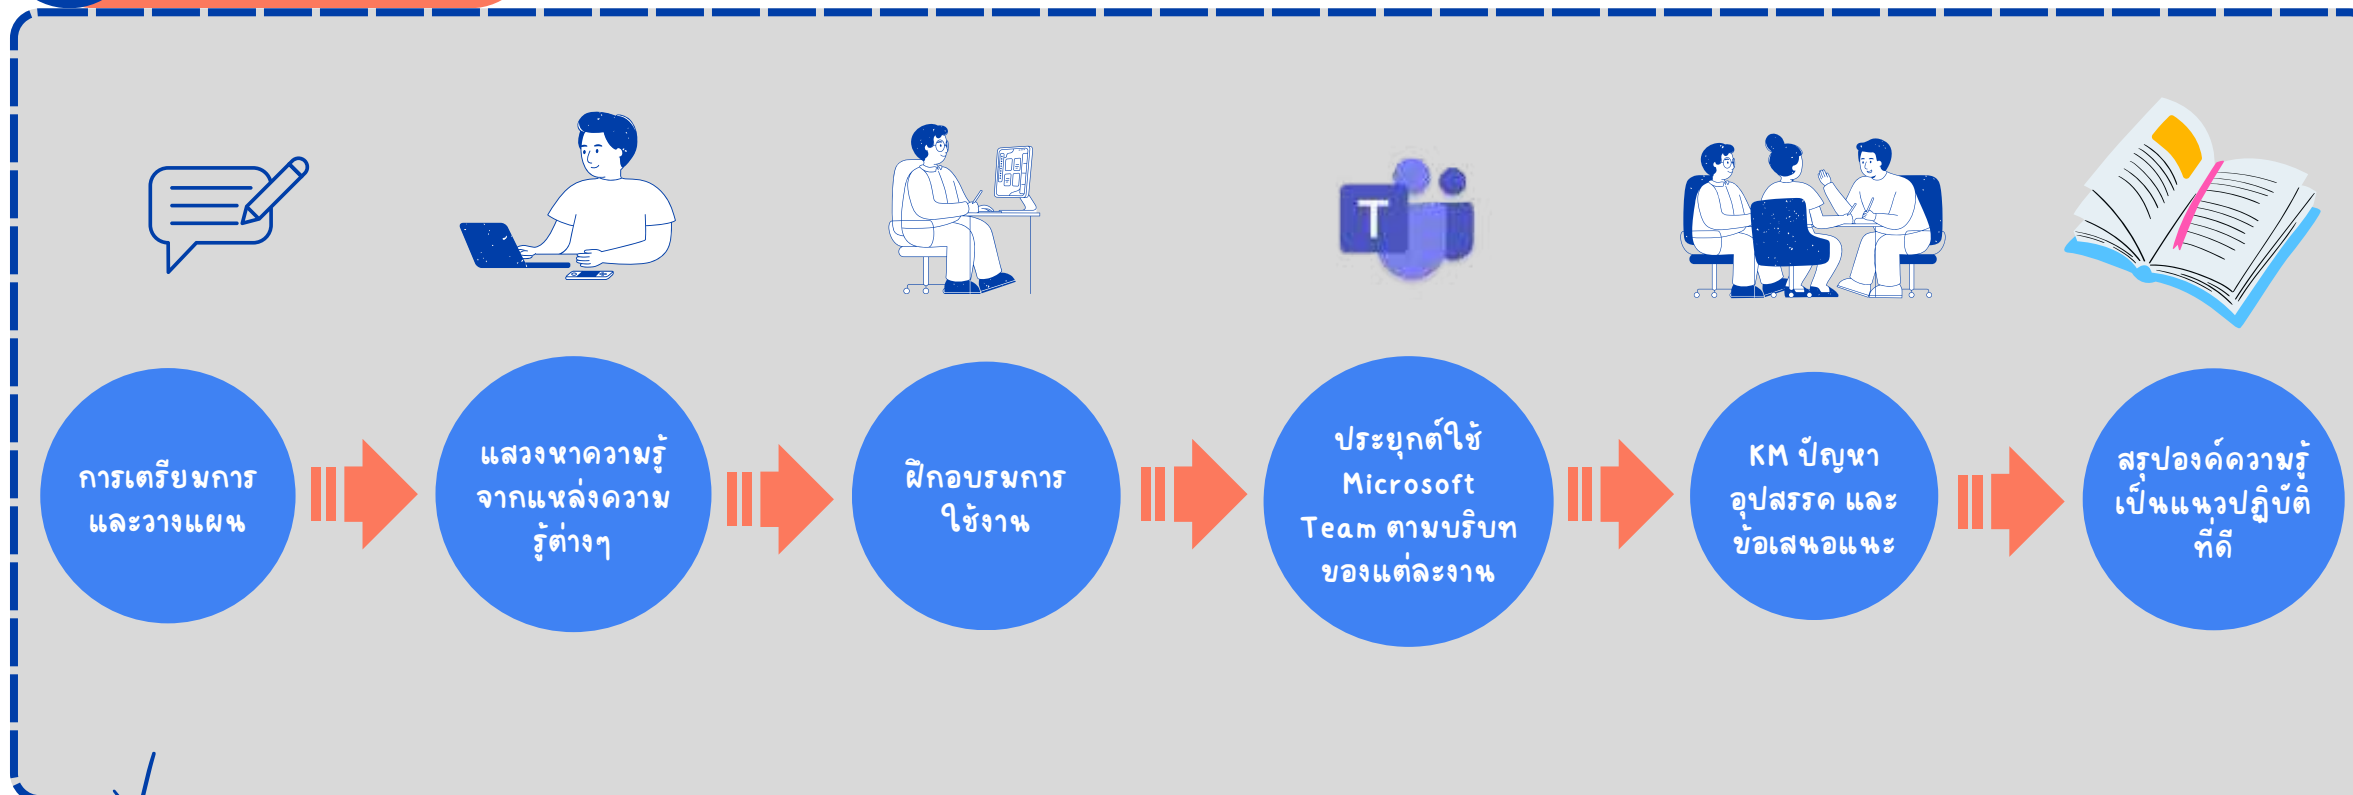 การเตรียมการ
และวางแผน
แสวงหาความรู้
จากแหล่งความ
รู้ต่างๆ
ฝึกอบรมการ
ใช้งาน
T
ประยุกต์ใช้
Microsoft
Team ตามบริบท
ของแต่ละงาน
KM ปัญหา
อุปสรรค และ
ข้อเสนอแนะ
สรุปองค์ความรู้
เป็นแนวปฏิบัติ
ที่ดี